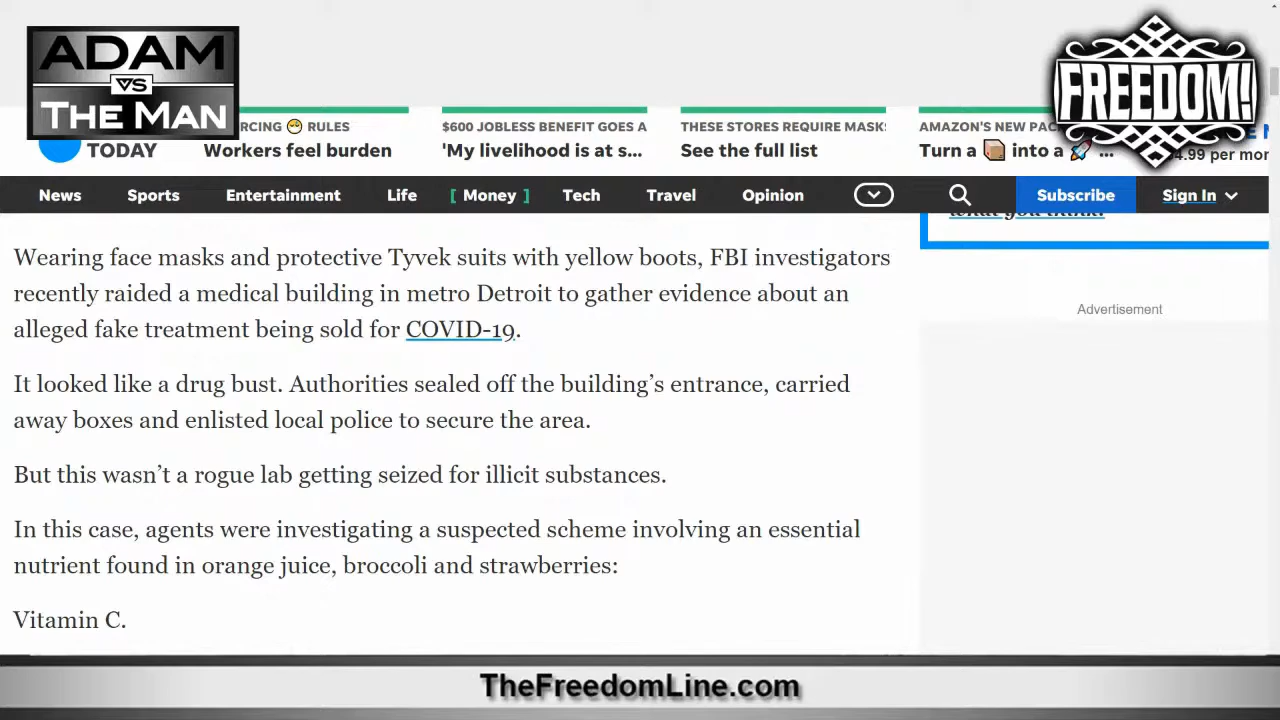 ADAM
VS
THE MAN
FREEDOM!
RCING 😷 RULES
Workers feel burden
$600 JOBLESS BENEFIT GOES A
'My livelihood is at s...
THESE STORES REQUIRE MASK
See the full list
AMAZON'S NEW PAC
Turn a 📦 into a 🚀 ...
TODAY
4.99 per mor
News Sports Entertainment Life [ Money ] Tech Travel Opinion Subscribe Sign In
what you think.
Wearing face masks and protective Tyvek suits with yellow boots, FBI investigators
recently raided a medical building in metro Detroit to gather evidence about an
alleged fake treatment being sold for COVID-19.
Advertisement
It looked like a drug bust. Authorities sealed off the building’s entrance, carried
away boxes and enlisted local police to secure the area.
But this wasn’t a rogue lab getting seized for illicit substances.
In this case, agents were investigating a suspected scheme involving an essential
nutrient found in orange juice, broccoli and strawberries:
Vitamin C.
TheFreedomLine.com